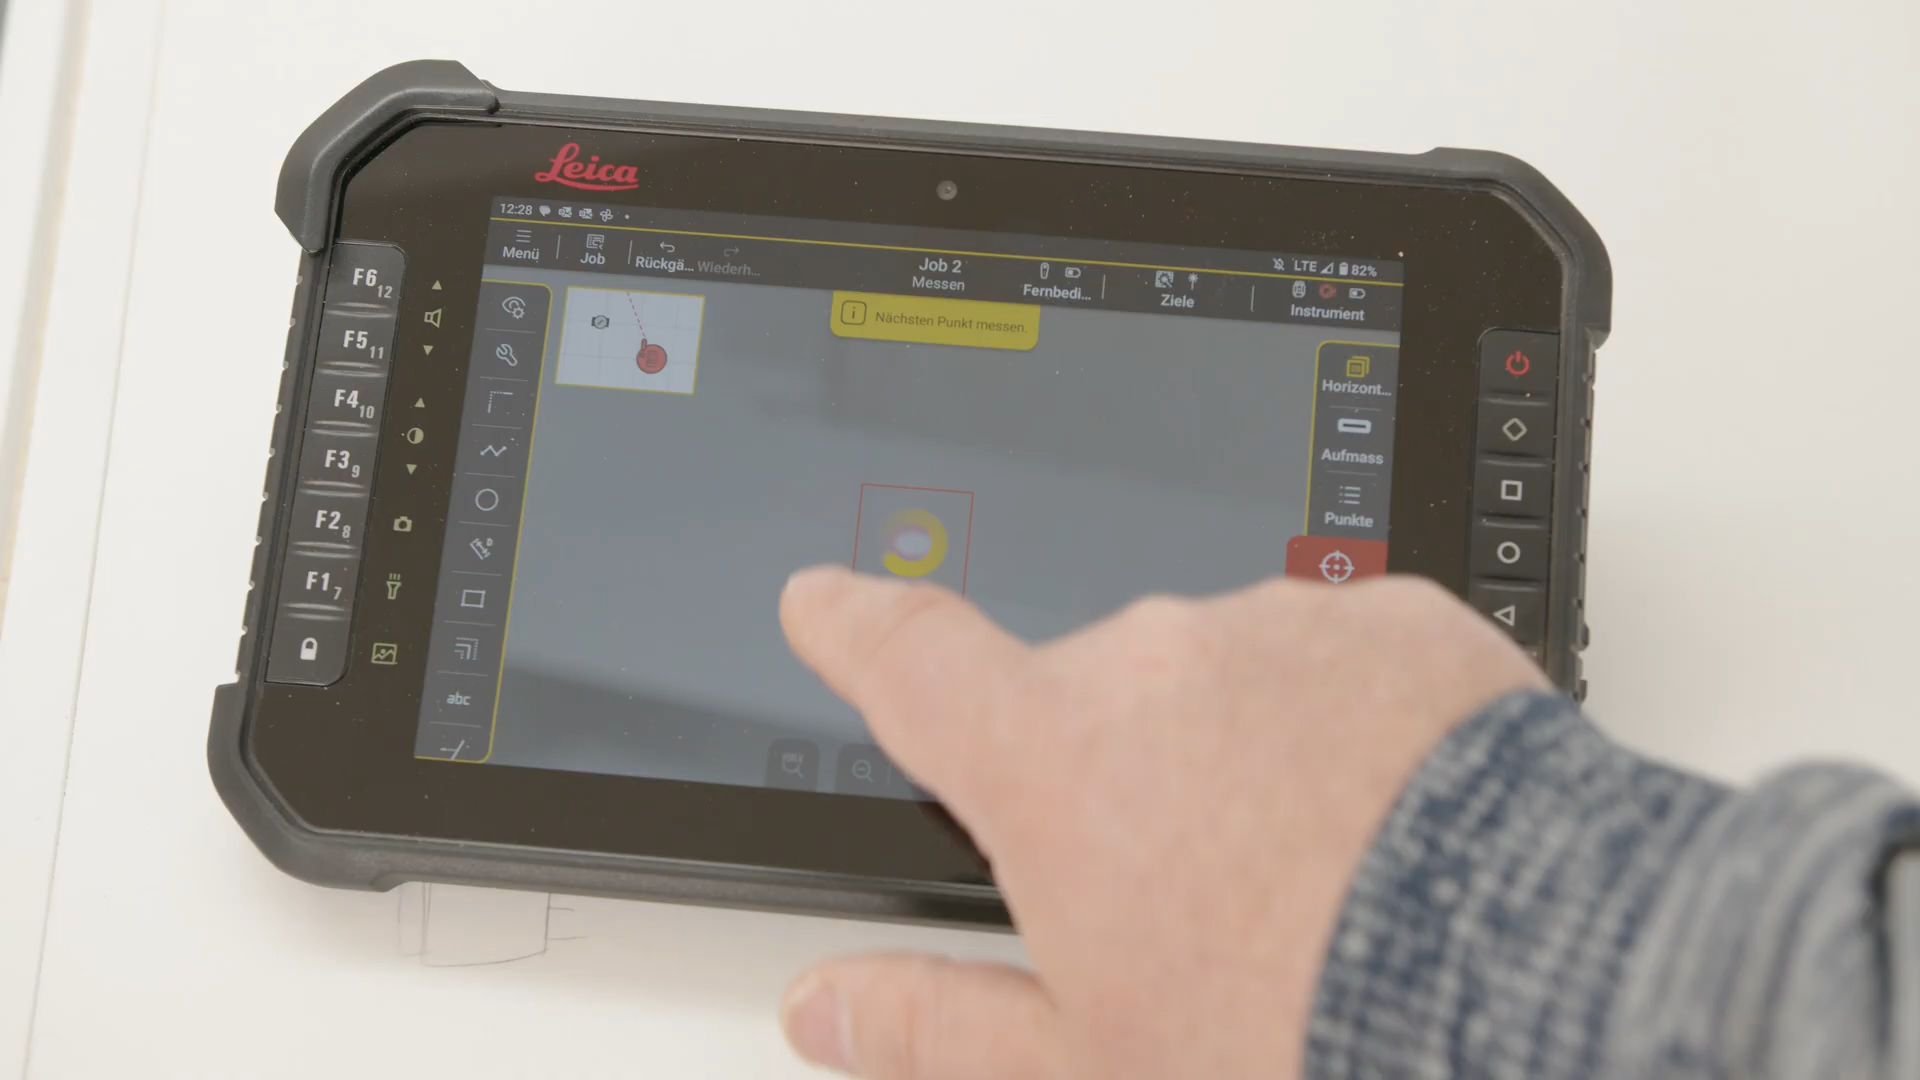 Leica
12:28
LTE 82%
Menü
Job
Rückgä...
Wiederh...
Job 2
Messen
Fernbedi...
Ziele
Instrument
Nächsten Punkt messen.
Horizont...
Aufmass
Punkte
abc
F6 12
F5 11
F4 10
F3 9
F2 8
F1 7